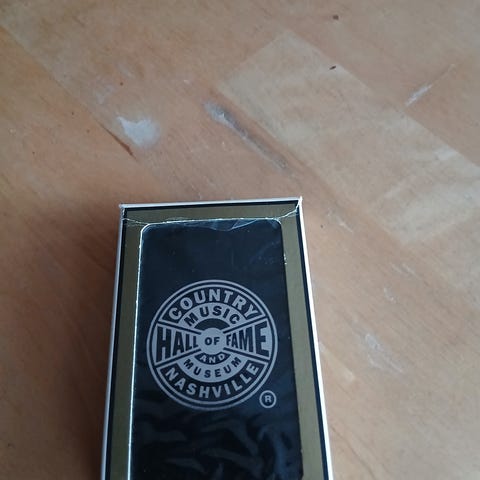 COUNTRY
MUSIC
HALL OF FAME
AND
MUSEUM
NASHVILLE
®